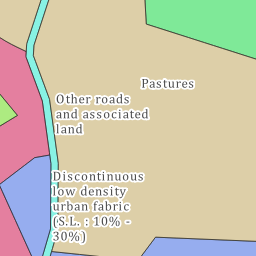 Pastures
Other roads
and associated
land
Discontinuous
low density
urban fabric
(S.L. : 10% -
30%)